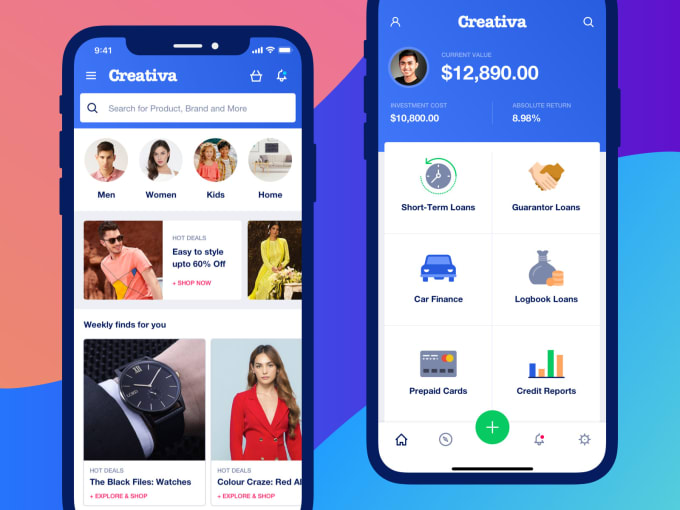 9:41
Creativa
Search for Product, Brand and More
Men
Women
Kids
Home
HOT DEALS
Easy to style
upto 60% Off
+ SHOP NOW
Weekly finds for you
HOT DEALS
The Black Files: Watches
+ EXPLORE & SHOP
HOT DEALS
Colour Craze: Red Al
+ EXPLORE & SHOP
Creativa
CURRENT VALUE
$12,890.00
INVESTMENT COST
$10,800.00
ABSOLUTE RETURN
8.98%
Short-Term Loans
Guarantor Loans
Car Finance
Logbook Loans
Prepaid Cards
Credit Reports